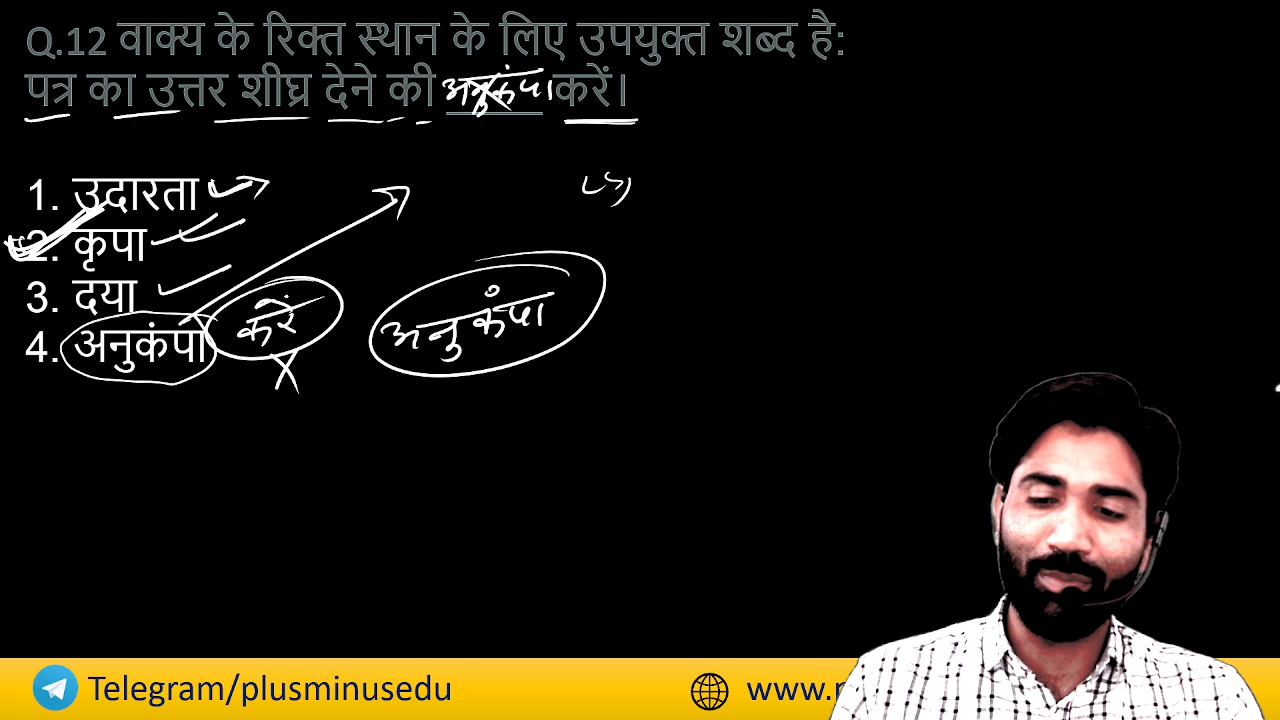 Q.12 वाक्य के रिक्त स्थान के लिए उपयुक्त शब्द है:
पत्र का उत्तर शीघ्र देने की अनुकंपा करें।
1. उदारता
2. कृपा
3. दया
4. अनुकंपा करें
अनुकंपा
Telegram/plusminusedu
www.